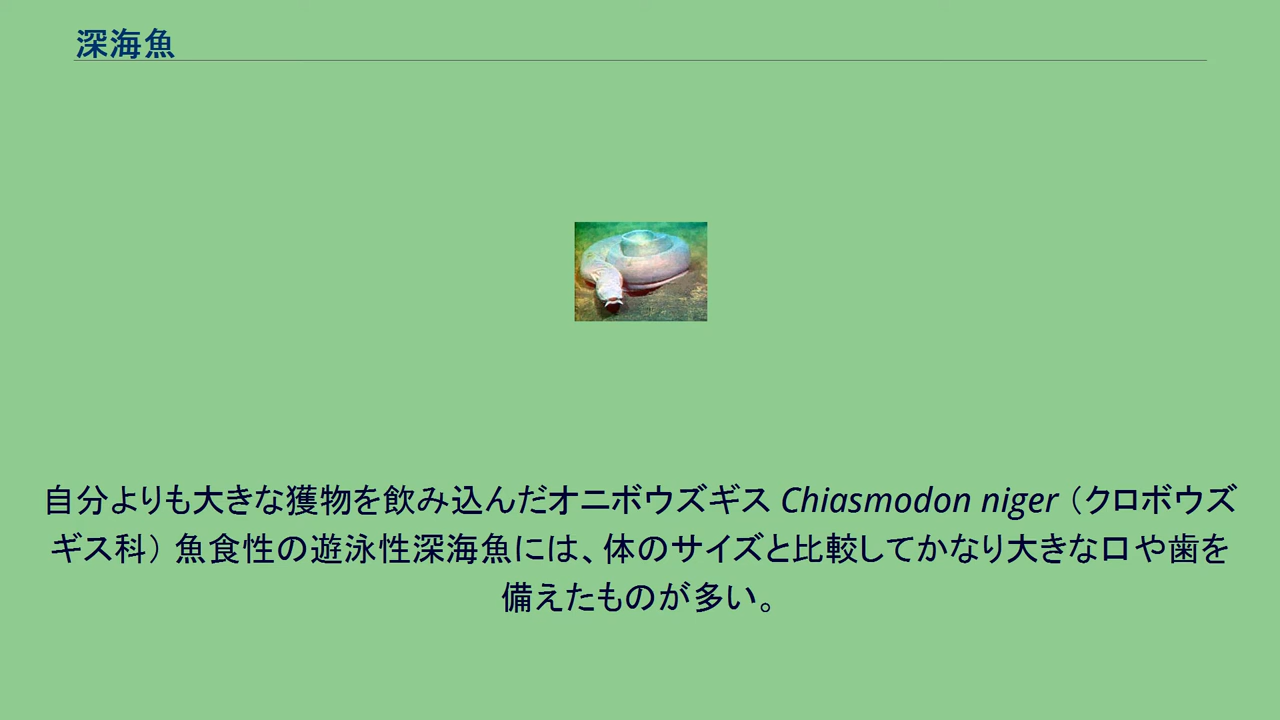 深海魚
自分よりも大きな獲物を飲み込んだオニボウズギス Chiasmodon niger（クロボウズ
ギス科） 魚食性の遊泳性深海魚には、体のサイズと比較してかなり大きな口や歯を
備えたものが多い。